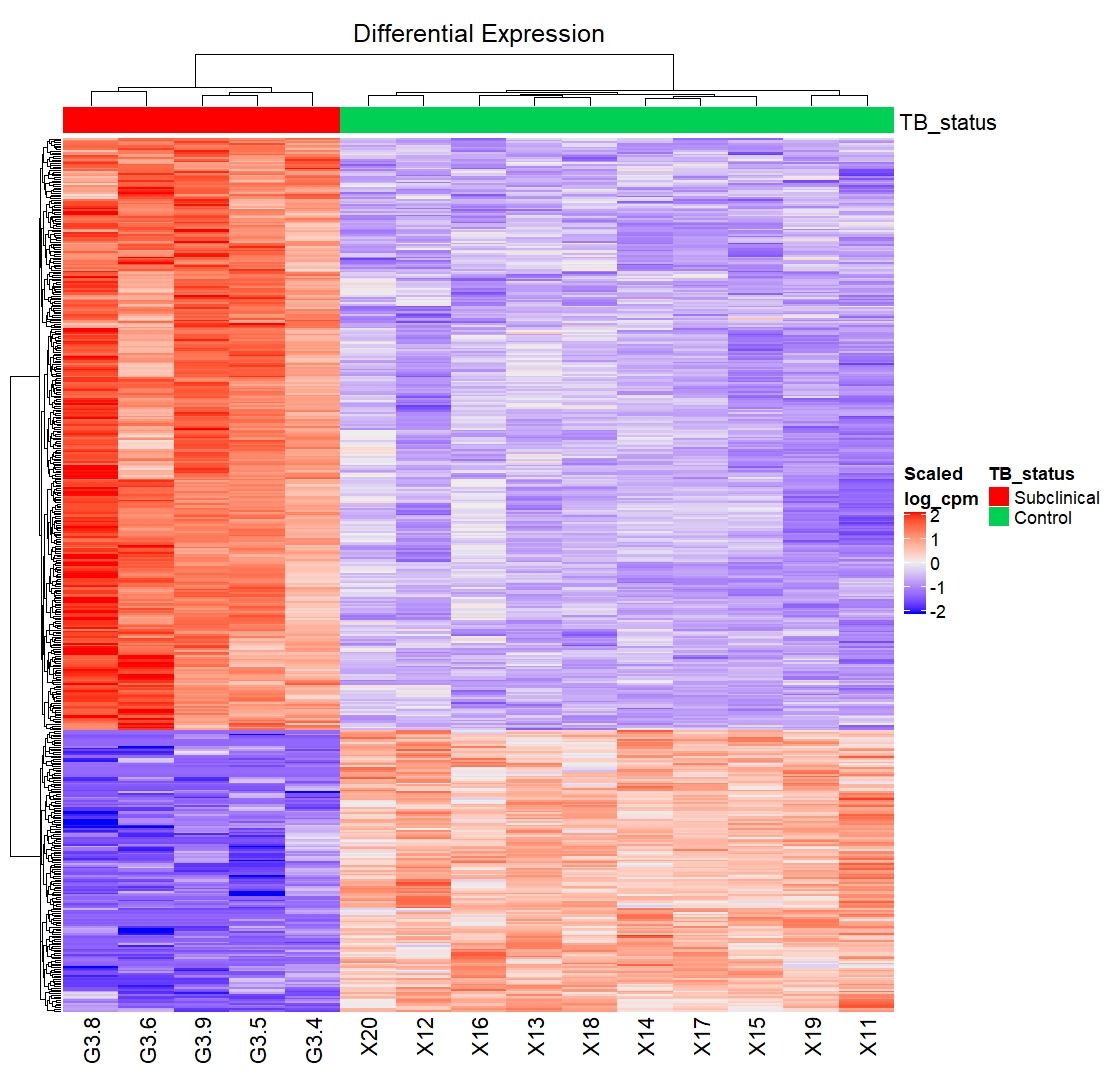 Differential Expression
TB_status
Scaled
log_cpm
2
1
0
-1
-2
TB_status
Subclinical
Control
G3.8
G3.6
G3.9
G3.5
G3.4
X20
X12
X16
X13
X18
X14
X17
X15
X19
X11